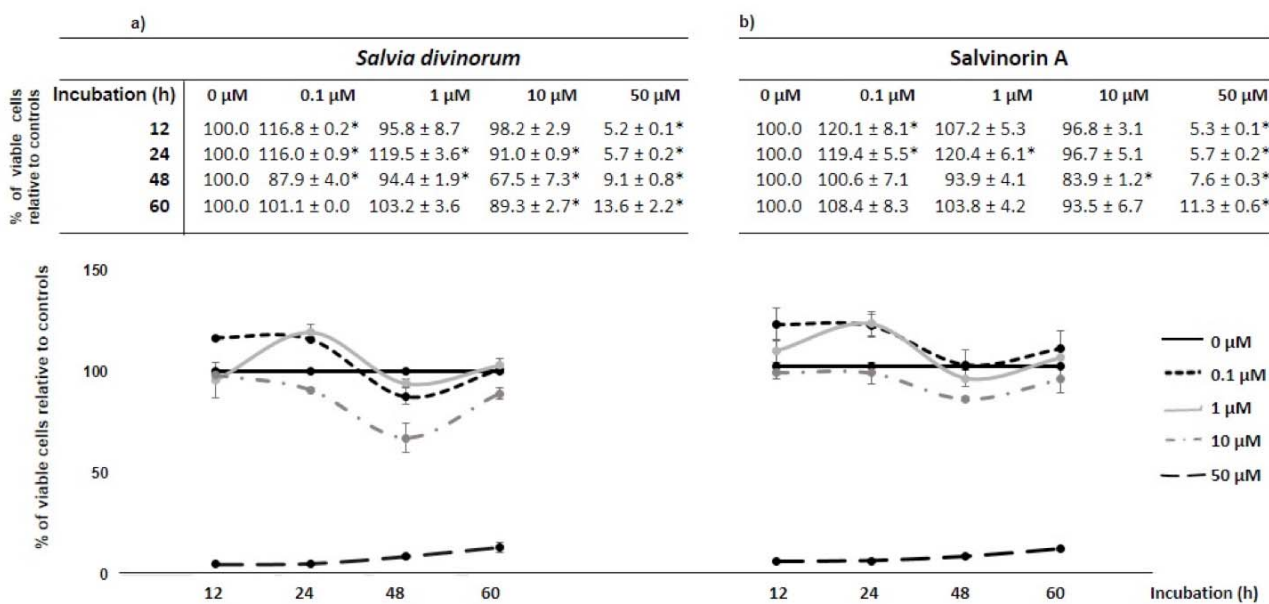 a)
b)
Salvia divinorum
Salvinorin A
% of viable cells
relative to controls
Incubation (h) 0 µM 0.1 µM 1 µM 10 µM 50 µM
0 µM 0.1 µM 1 µM 10 µM 50 µM
12 100.0 116.8 ± 0.2* 95.8 ± 8.7 98.2 ± 2.9 5.2 ± 0.1*
100.0 120.1 ± 8.1* 107.2 ± 5.3 96.8 ± 3.1 5.3 ± 0.1*
24 100.0 116.0 ± 0.9* 119.5 ± 3.6* 91.0 ± 0.9* 5.7 ± 0.2*
100.0 119.4 ± 5.5* 120.4 ± 6.1* 96.7 ± 5.1 5.7 ± 0.2*
48 100.0 87.9 ± 4.0* 94.4 ± 1.9* 67.5 ± 7.3* 9.1 ± 0.8*
100.0 100.6 ± 7.1 93.9 ± 4.1 83.9 ± 1.2* 7.6 ± 0.3*
60 100.0 101.1 ± 0.0 103.2 ± 3.6 89.3 ± 2.7* 13.6 ± 2.2*
100.0 108.4 ± 8.3 103.8 ± 4.2 93.5 ± 6.7 11.3 ± 0.6*
% of viable cells relative to controls
150
100
50
0
0 µM
0.1 µM
1 µM
10 µM
50 µM
12 24 48 60
12 24 48 60 Incubation (h)